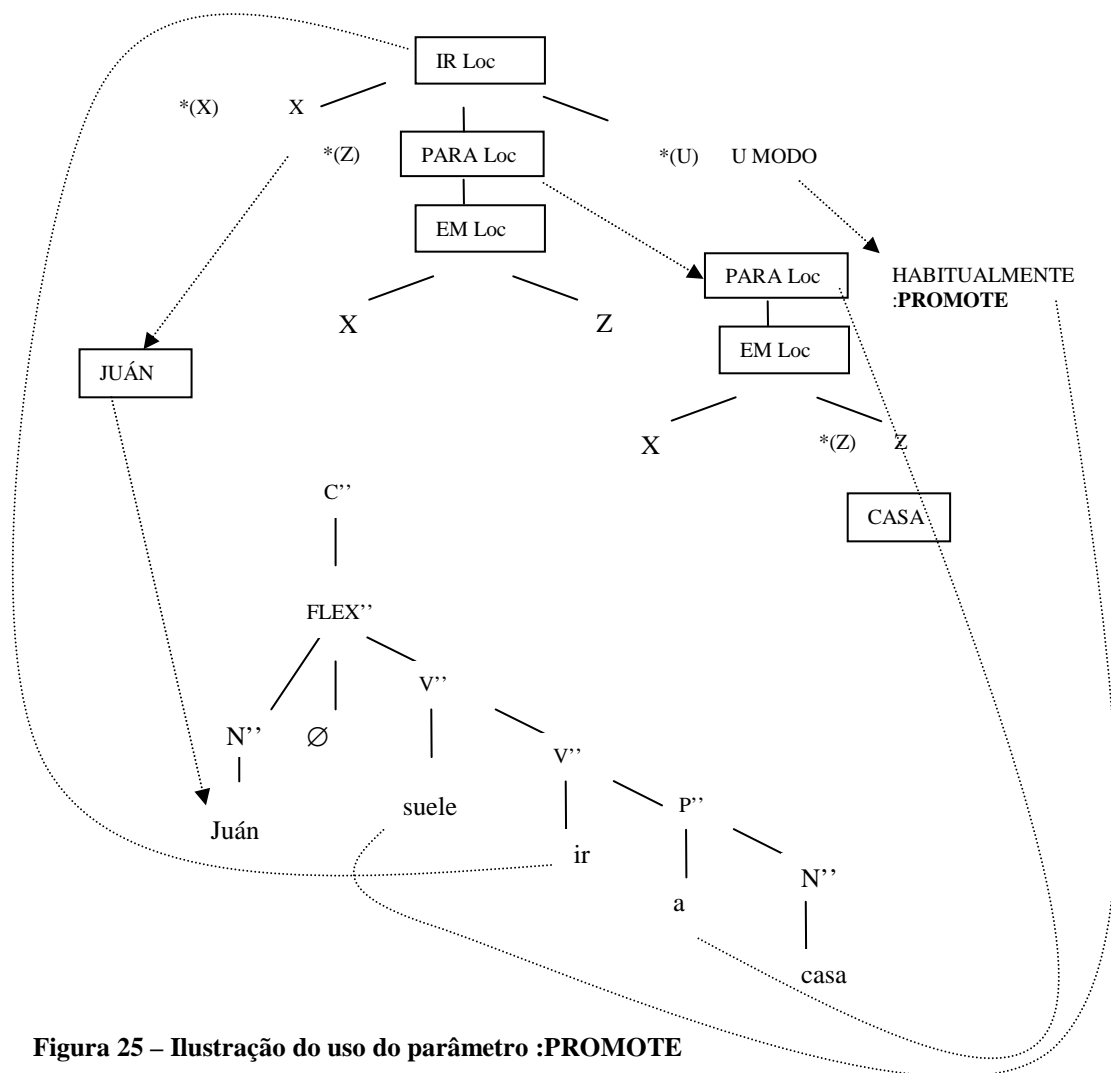 IR Loc
*(X) X
*(Z) PARA Loc *(U) U MODO
EM Loc
PARA Loc HABITUALMENTE
:PROMOTE
X Z
EM Loc
JUÁN
X *(Z) Z
C’’
CASA
FLEX’’
V’’
N’’ ∅
V’’
suele P’’
Juán
ir N’’
a
casa
Figura 25 – Ilustração do uso do parâmetro :PROMOTE